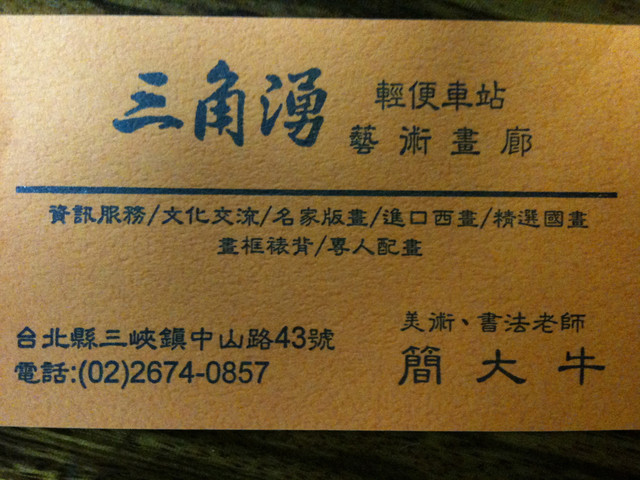 三角湧 輕便車站
藝術畫廊
資訊服務/文化交流/名家版畫/進口西畫/精選國畫
畫框裱背/專人配畫
台北縣三峽鎮中山路43號
電話:(02)2674-0857
美術、書法老師
簡大牛